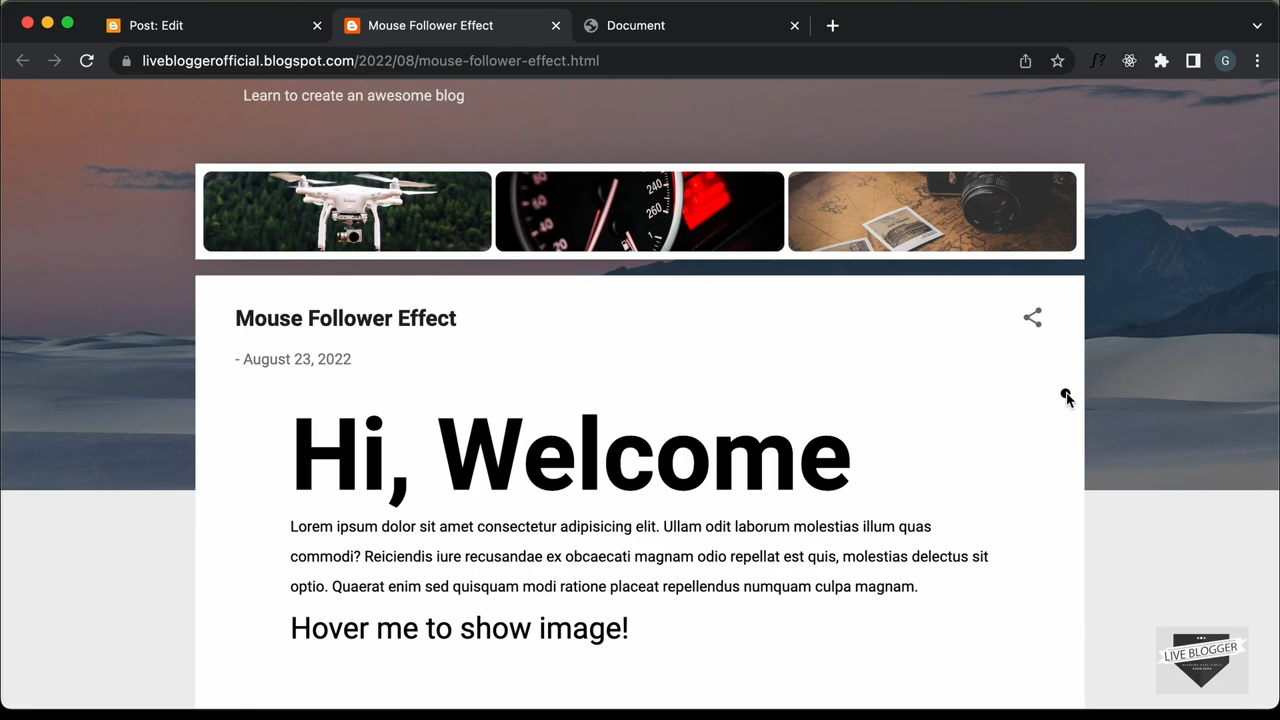 Post: Edit
Mouse Follower Effect
Document
livebloggerofficial.blogspot.com/2022/08/mouse-follower-effect.html
f?
G
Learn to create an awesome blog
240
260
Mouse Follower Effect
- August 23, 2022
Hi, Welcome
Lorem ipsum dolor sit amet consectetur adipisicing elit. Ullam odit laborum molestias illum quas
commodi? Reiciendis iure recusandae ex obcaecati magnam odio repellat est quis, molestias delectus sit
optio. Quaerat enim sed quisquam modi ratione placeat repellendus numquam culpa magnam.
Hover me to show image!
LIVE BLOGGER